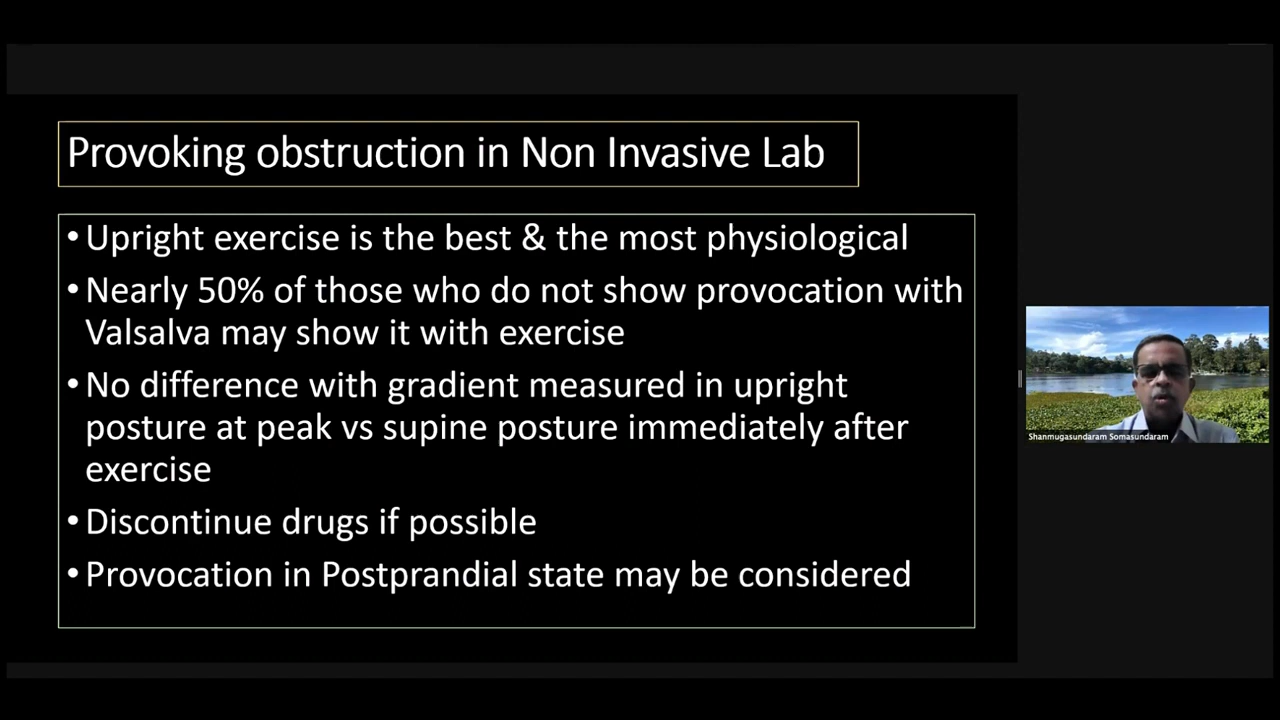 Provoking obstruction in Non Invasive Lab
•Upright exercise is the best & the most physiological
•Nearly 50% of those who do not show provocation with
Valsalva may show it with exercise
•No difference with gradient measured in upright
posture at peak vs supine posture immediately after
exercise
•Discontinue drugs if possible
•Provocation in Postprandial state may be considered
Shanmugasundaram Somasundaram